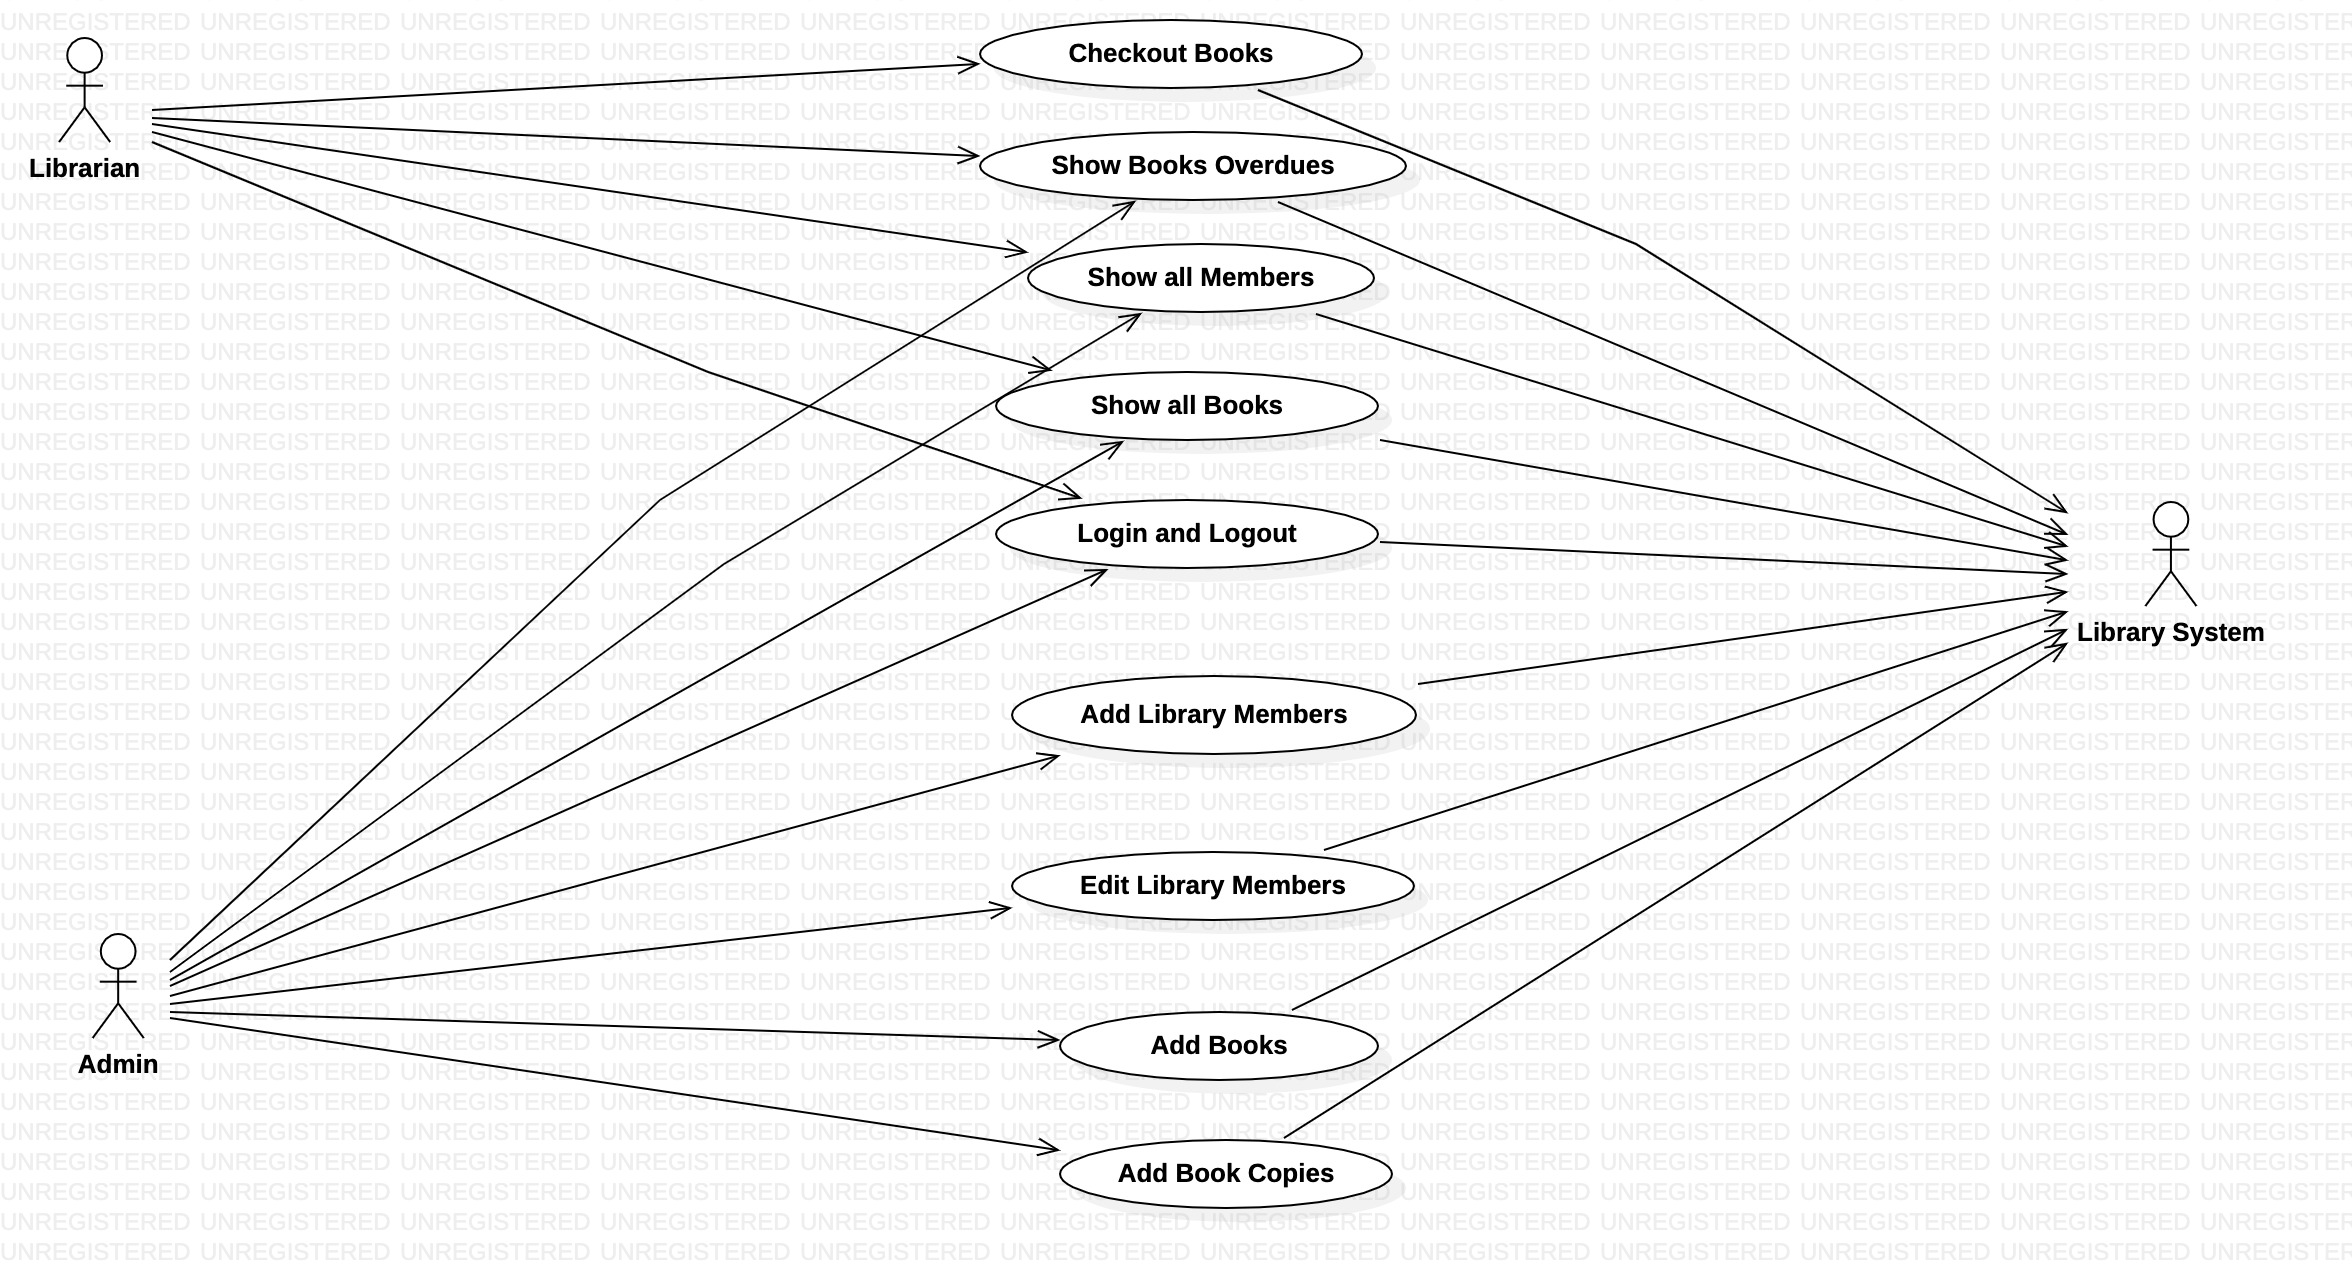 Checkout Books
Librarian
Show Books Overdues
Show all Members
Show all Books
Login and Logout
Library System
Add Library Members
Edit Library Members
Add Books
Admin
Add Book Copies
UNREGISTERED